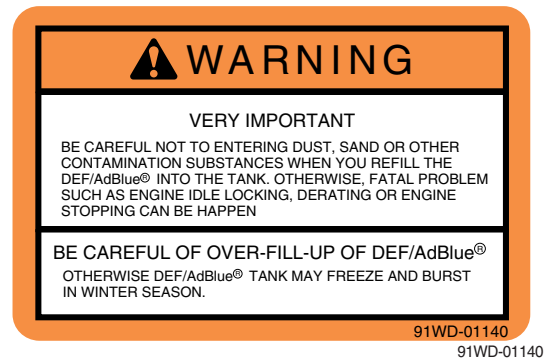 WARNING
VERY IMPORTANT
BE CAREFUL NOT TO ENTERING DUST, SAND OR OTHER
CONTAMINATION SUBSTANCES WHEN YOU REFILL THE
DEF/AdBlue® INTO THE TANK. OTHERWISE, FATAL PROBLEM
SUCH AS ENGINE IDLE LOCKING, DERATING OR ENGINE
STOPPING CAN BE HAPPEN
BE CAREFUL OF OVER-FILL-UP OF DEF/AdBlue®
OTHERWISE DEF/AdBlue® TANK MAY FREEZE AND BURST
IN WINTER SEASON.
91WD-01140
91WD-01140